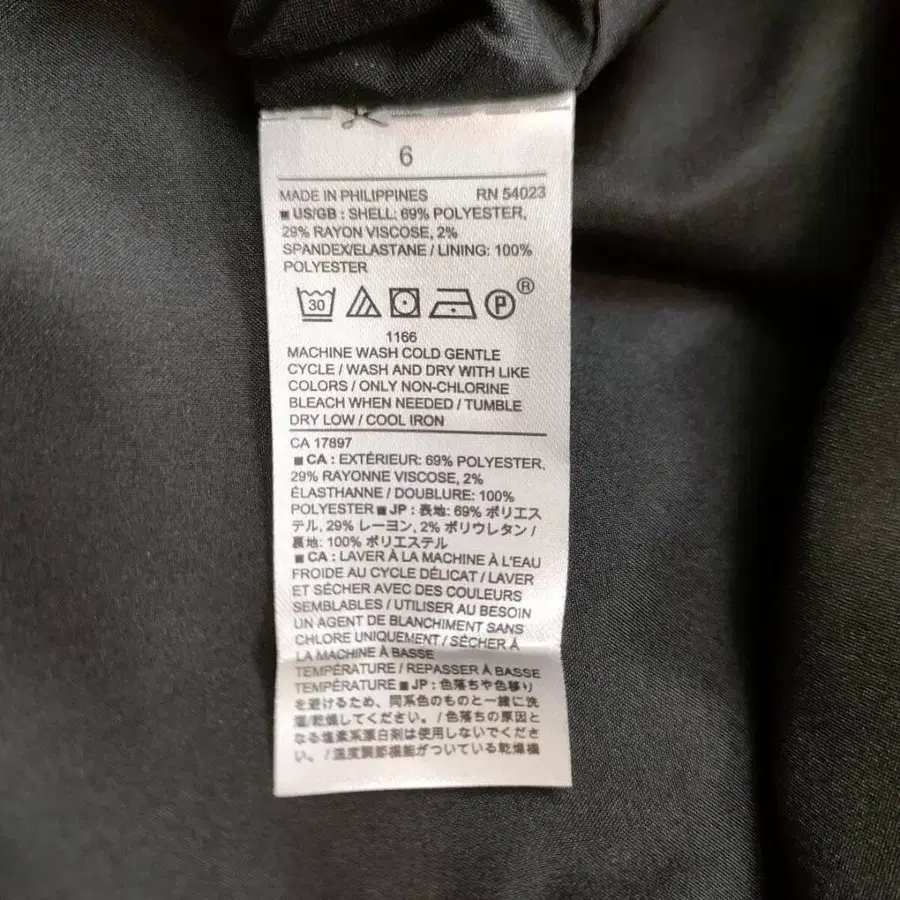 6
MADE IN PHILIPPINES RN 54023
■ US/GB : SHELL: 69% POLYESTER,
29% RAYON VISCOSE, 2%
SPANDEX/ELASTANE / LINING: 100%
POLYESTER
30 P ®
1166
MACHINE WASH COLD GENTLE
CYCLE / WASH AND DRY WITH LIKE
COLORS / ONLY NON-CHLORINE
BLEACH WHEN NEEDED / TUMBLE
DRY LOW / COOL IRON
CA 17897
■ CA : EXTÉRIEUR: 69% POLYESTER,
29% RAYONNE VISCOSE, 2%
ÉLASTHANNE / DOUBLURE: 100%
POLYESTER ■ JP : 表地: 69% ポリエス
テル, 29% レーヨン, 2% ポリウレタン /
裏地: 100% ポリエステル
■ CA : LAVER À LA MACHINE À L'EAU
FROIDE AU CYCLE DÉLICAT / LAVER
ET SÉCHER AVEC DES COULEURS
SEMBLABLES / UTILISER AU BESOIN
UN AGENT DE BLANCHIMENT SANS
CHLORE UNIQUEMENT / SÉCHER À
LA MACHINE À BASSE
TEMPÉRATURE / REPASSER À BASSE
TEMPÉRATURE ■ JP : 色落ちや色移り
を避けるため、同系色のものと一緒に洗
濯/乾燥してください。 / 色落ちの原因と
なる塩素系漂白剤は使用しないでくださ
い。 / 温度調節機能がついている乾燥機